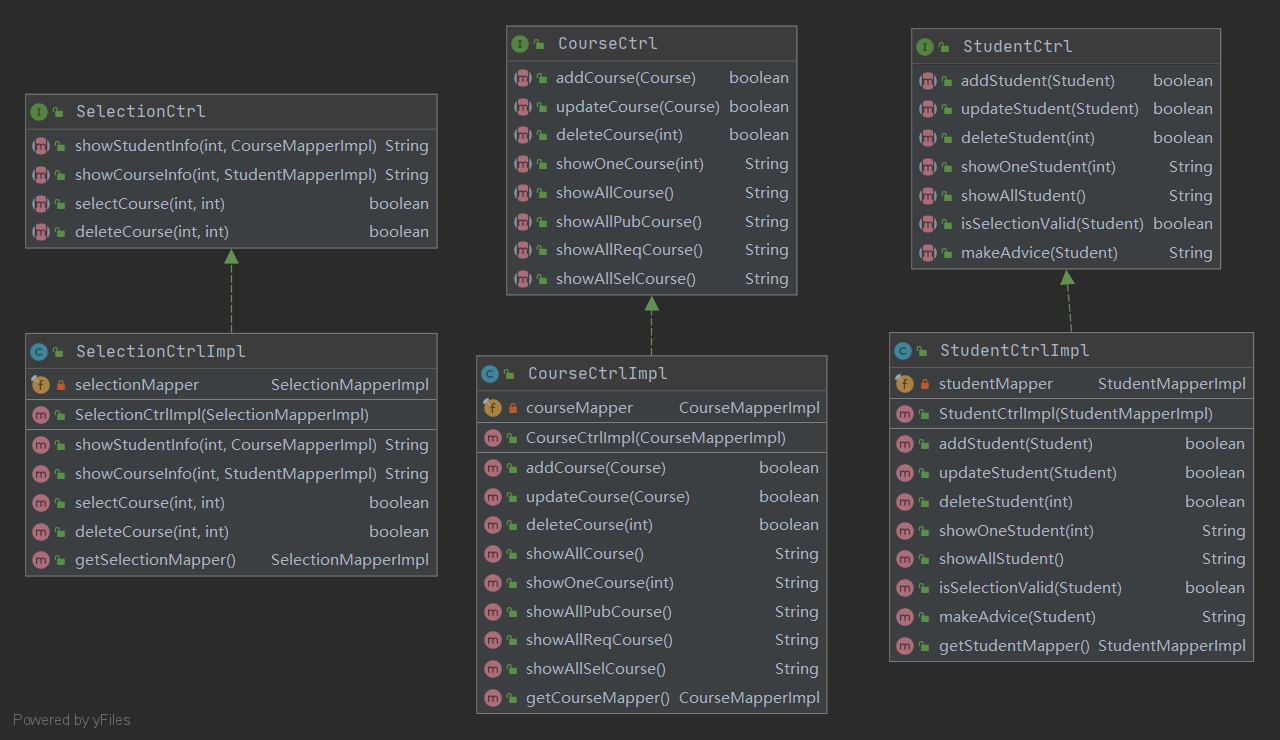 SelectionCtrl
showStudentInfo(int, CourseMapperImpl) String
showCourseInfo(int, StudentMapperImpl) String
selectCourse(int, int) boolean
deleteCourse(int, int) boolean
SelectionCtrlImpl
selectionMapper SelectionMapperImpl
SelectionCtrlImpl(SelectionMapperImpl)
showStudentInfo(int, CourseMapperImpl) String
showCourseInfo(int, StudentMapperImpl) String
selectCourse(int, int) boolean
deleteCourse(int, int) boolean
getSelectionMapper() SelectionMapperImpl
CourseCtrl
addCourse(Course) boolean
updateCourse(Course) boolean
deleteCourse(int) boolean
showOneCourse(int) String
showAllCourse() String
showAllPubCourse() String
showAllReqCourse() String
showAllSelCourse() String
CourseCtrlImpl
courseMapper CourseMapperImpl
CourseCtrlImpl(CourseMapperImpl)
addCourse(Course) boolean
updateCourse(Course) boolean
deleteCourse(int) boolean
showAllCourse() String
showOneCourse(int) String
showAllPubCourse() String
showAllReqCourse() String
showAllSelCourse() String
getCourseMapper() CourseMapperImpl
StudentCtrl
addStudent(Student) boolean
updateStudent(Student) boolean
deleteStudent(int) boolean
showOneStudent(int) String
showAllStudent() String
isSelectionValid(Student) boolean
makeAdvice(Student) String
StudentCtrlImpl
studentMapper StudentMapperImpl
StudentCtrlImpl(StudentMapperImpl)
addStudent(Student) boolean
updateStudent(Student) boolean
deleteStudent(int) boolean
showOneStudent(int) String
showAllStudent() String
isSelectionValid(Student) boolean
makeAdvice(Student) String
getStudentMapper() StudentMapperImpl
Powered by yFiles